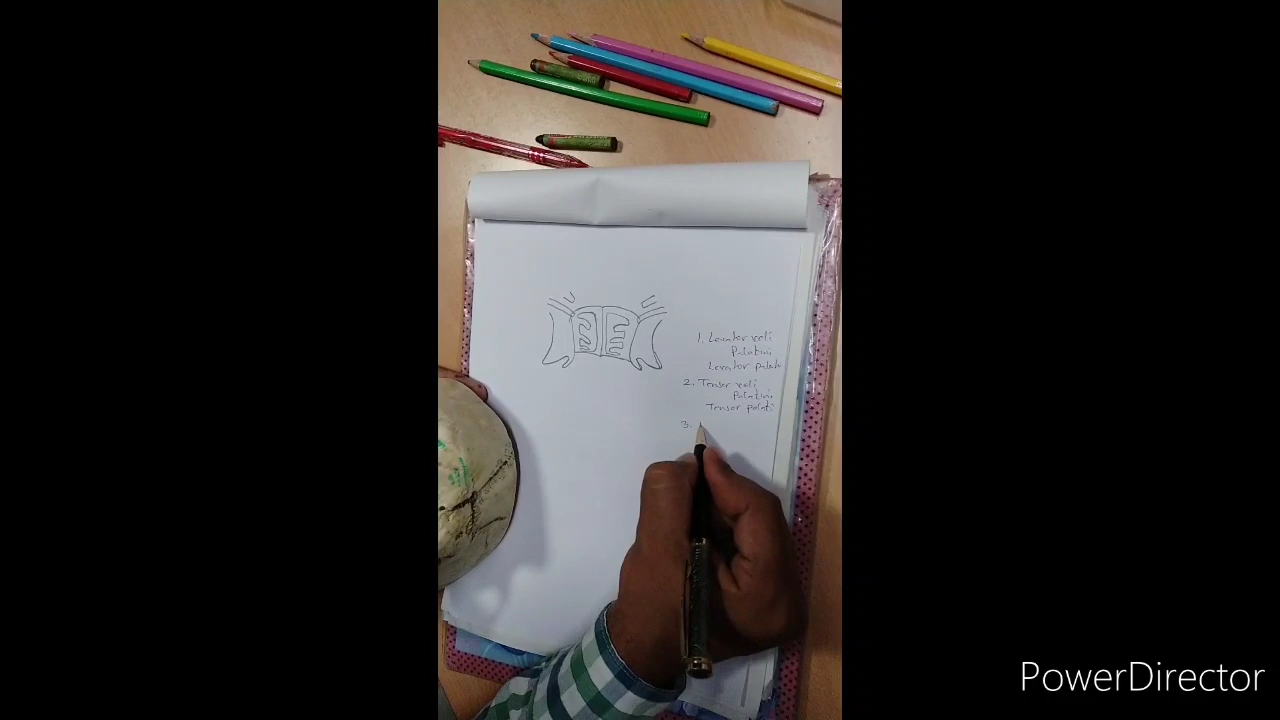 1. Levator veli
Palatini
Levator palati
2. Tensor veli
Palatini
Tensor palati
3.
PowerDirector